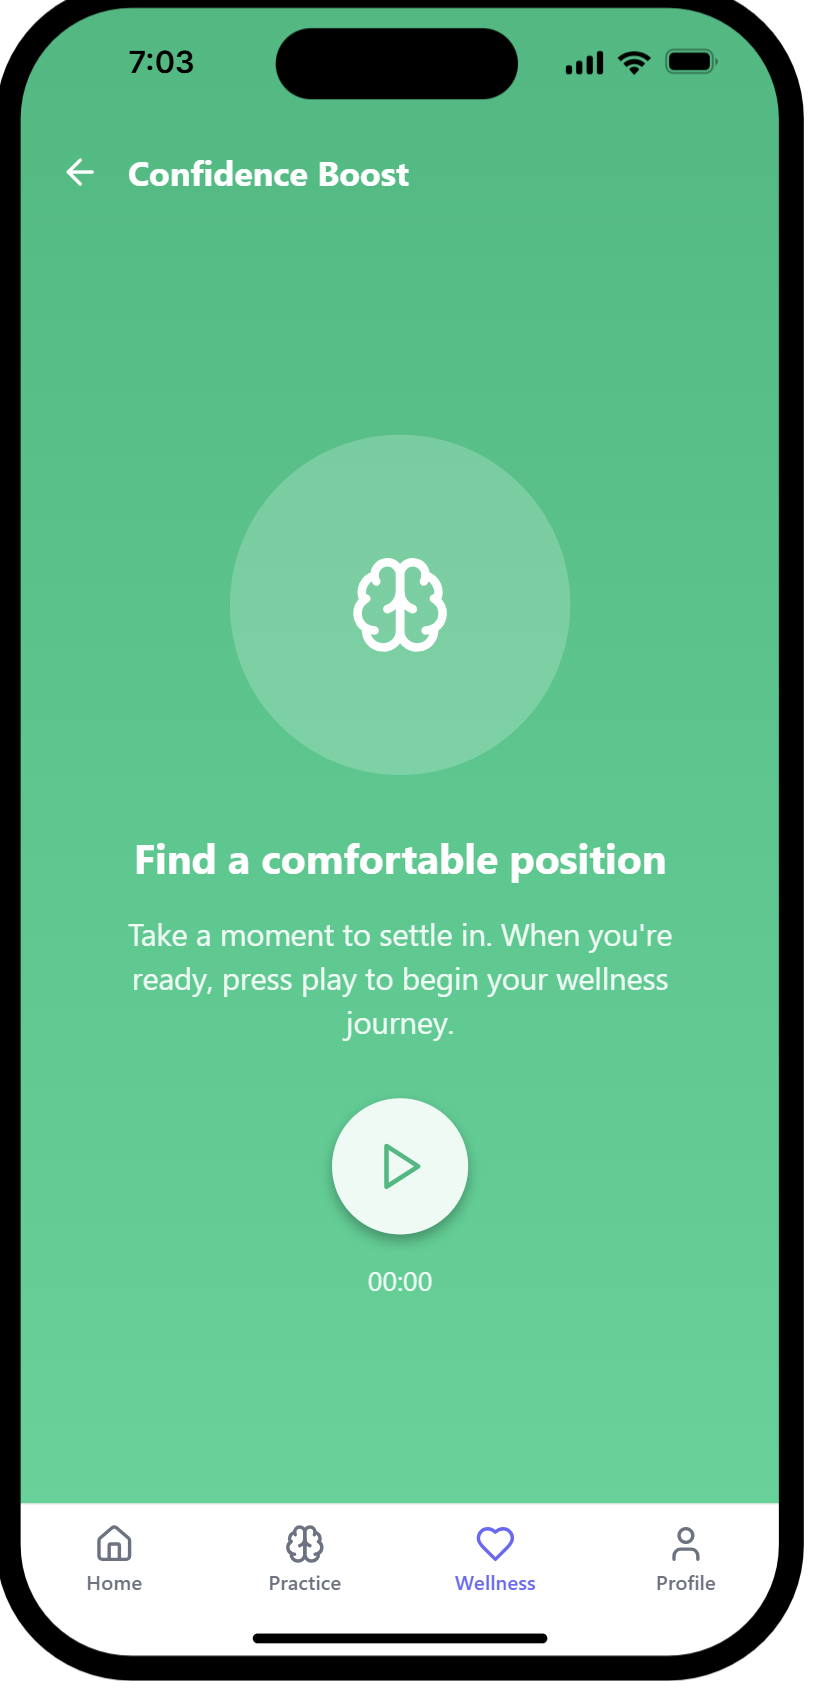 7:03
Confidence Boost
Find a comfortable position
Take a moment to settle in. When you're
ready, press play to begin your wellness
journey.
00:00
Home
Practice
Wellness
Profile